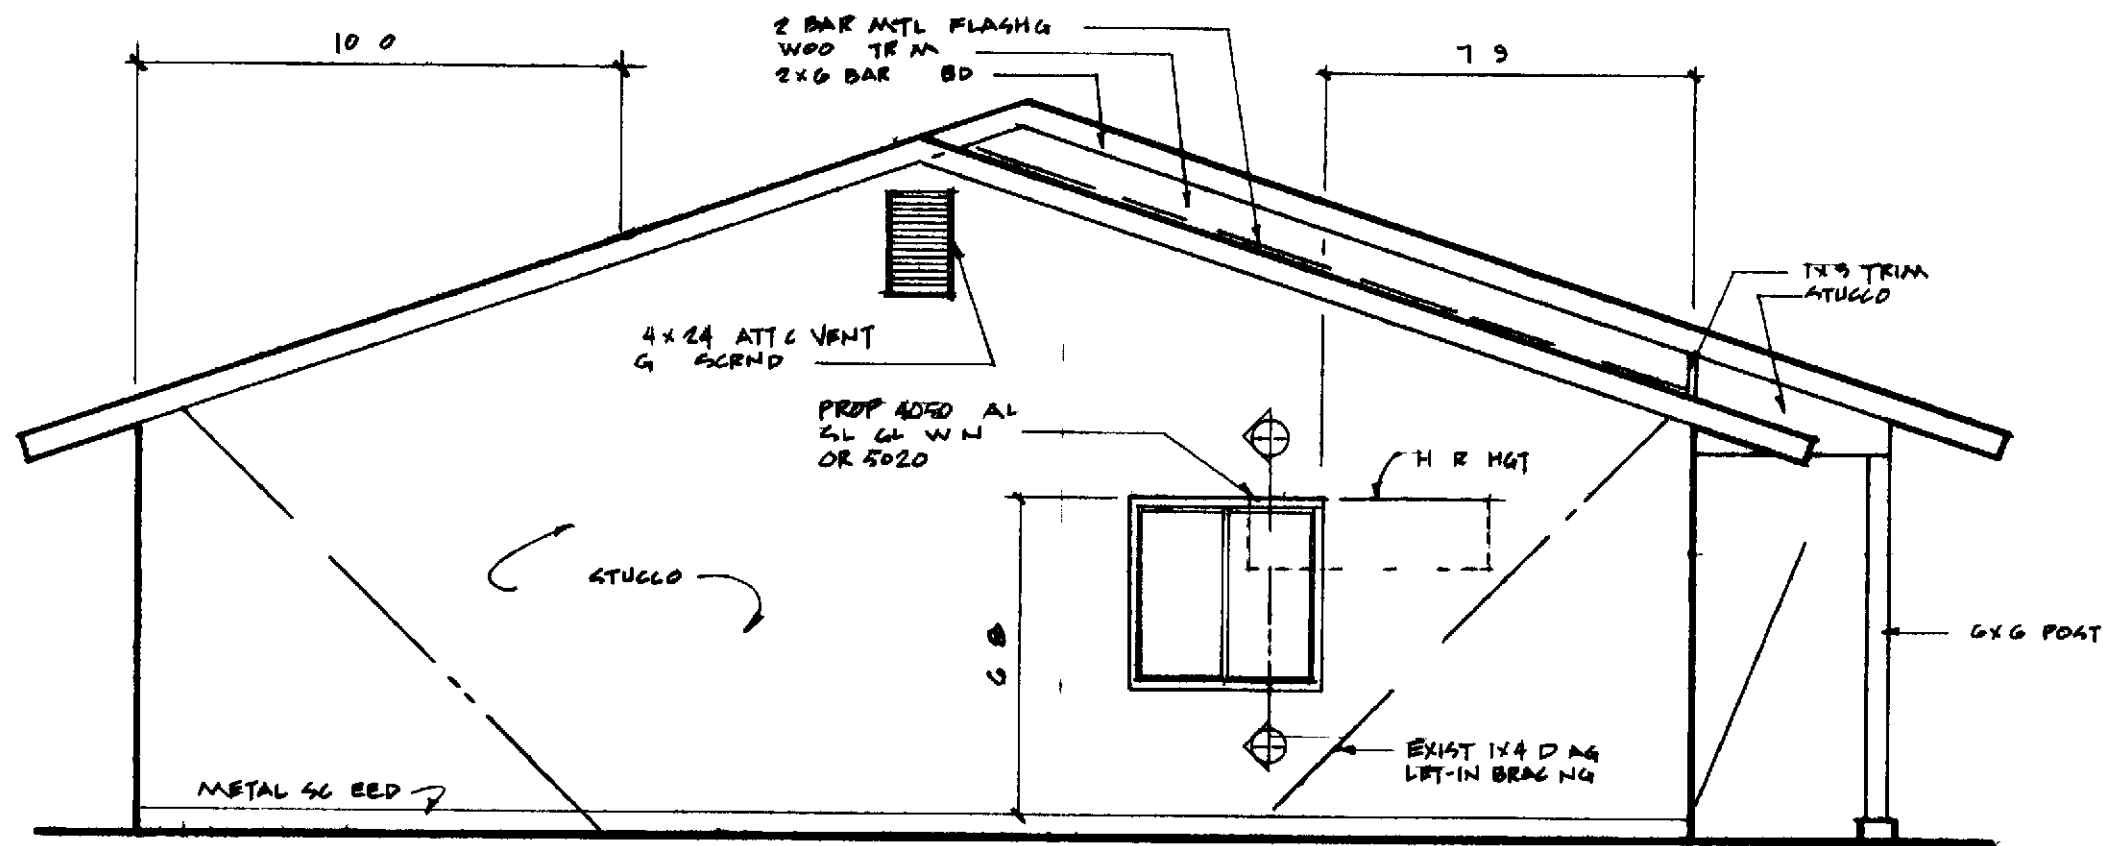 10 0
2 BAR MTL FLASHG
WOO TR M
2X6 BAR BD
7 9
1X3 TRIM
STUCCO
4 X 24 ATT C VENT
G SCRND
PROP 4050 AL
SL GL W N
OR 5020
H R HGT
STUCCO
6 8
6X6 POST
EXIST 1X4 D AG
LET-IN BRAC NG
METAL SC EED